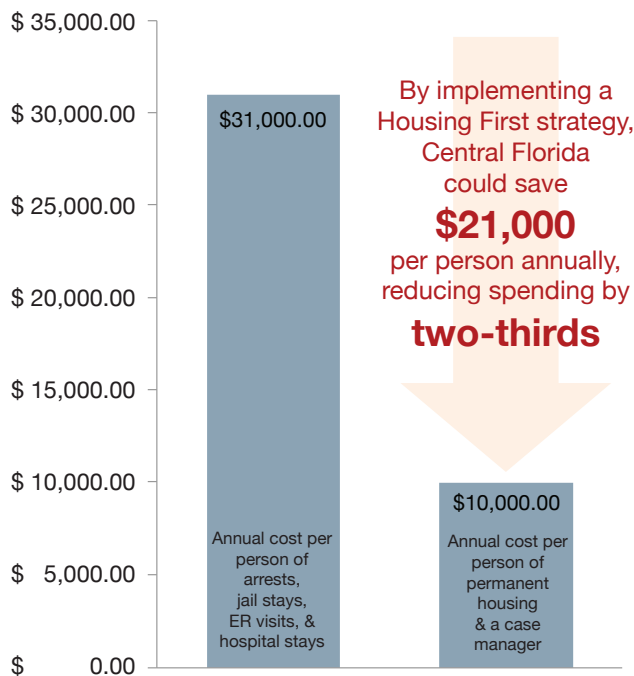 $ 35,000.00
$ 30,000.00
$ 25,000.00
$ 20,000.00
$ 15,000.00
$ 10,000.00
$ 5,000.00
$ 0.00
$31,000.00
Annual cost per
person of
arrests,
jail stays,
ER visits, &
hospital stays
By implementing a
Housing First strategy,
Central Florida
could save
$21,000
per person annually,
reducing spending by
two-thirds
$10,000.00
Annual cost per
person of
permanent
housing
& a case
manager